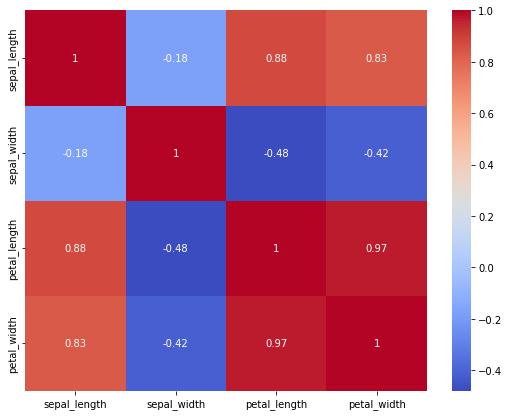 sepal_length 1 -0.18 0.88 0.83
sepal_width -0.18 1 -0.48 -0.42
petal_length 0.88 -0.48 1 0.97
petal_width 0.83 -0.42 0.97 1
sepal_length sepal_width petal_length petal_width
1.0
0.8
0.6
0.4
0.2
0.0
−0.2
−0.4